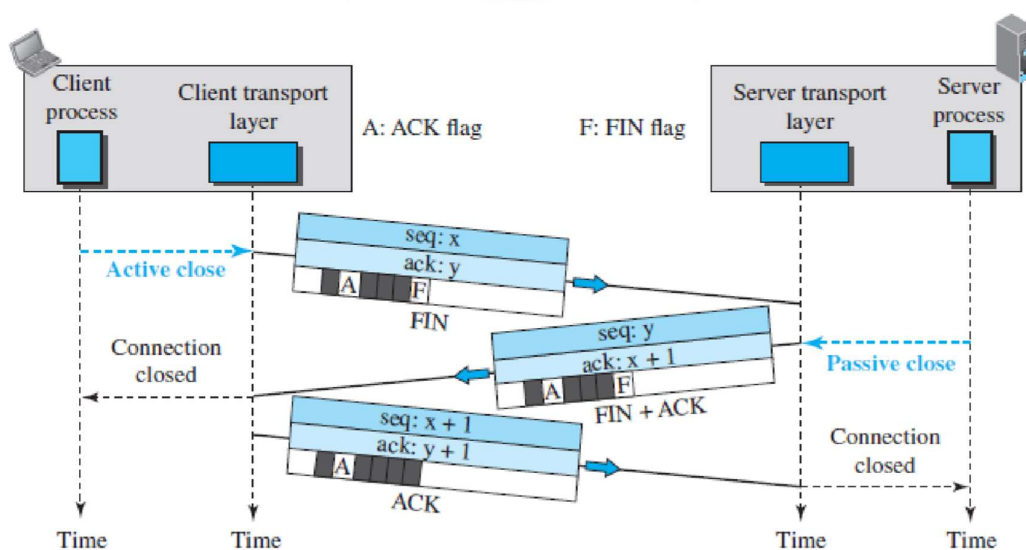 Client
process
Client transport
layer
A: ACK flag
F: FIN flag
Server transport
layer
Server
process
Active close
seq: x
ack: y
A F
FIN
Passive close
seq: y
ack: x + 1
A F
FIN + ACK
Connection
closed
seq: x + 1
ack: y + 1
A
ACK
Connection
closed
Time
Time
Time
Time